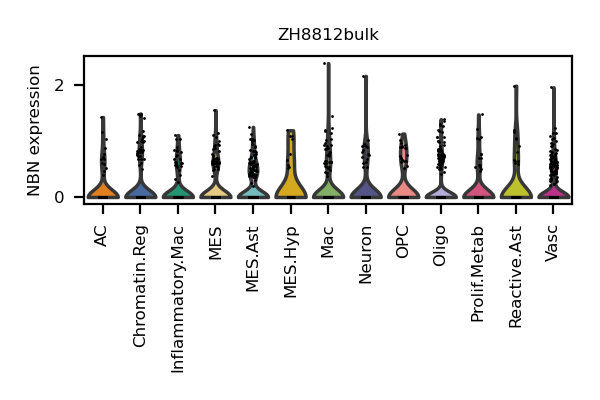 ZH8812bulk
NBN expression
2
0
AC
Chromatin.Reg
Inflammatory.Mac
MES
MES.Ast
MES.Hyp
Mac
Neuron
OPC
Oligo
Prolif.Metab
Reactive.Ast
Vasc